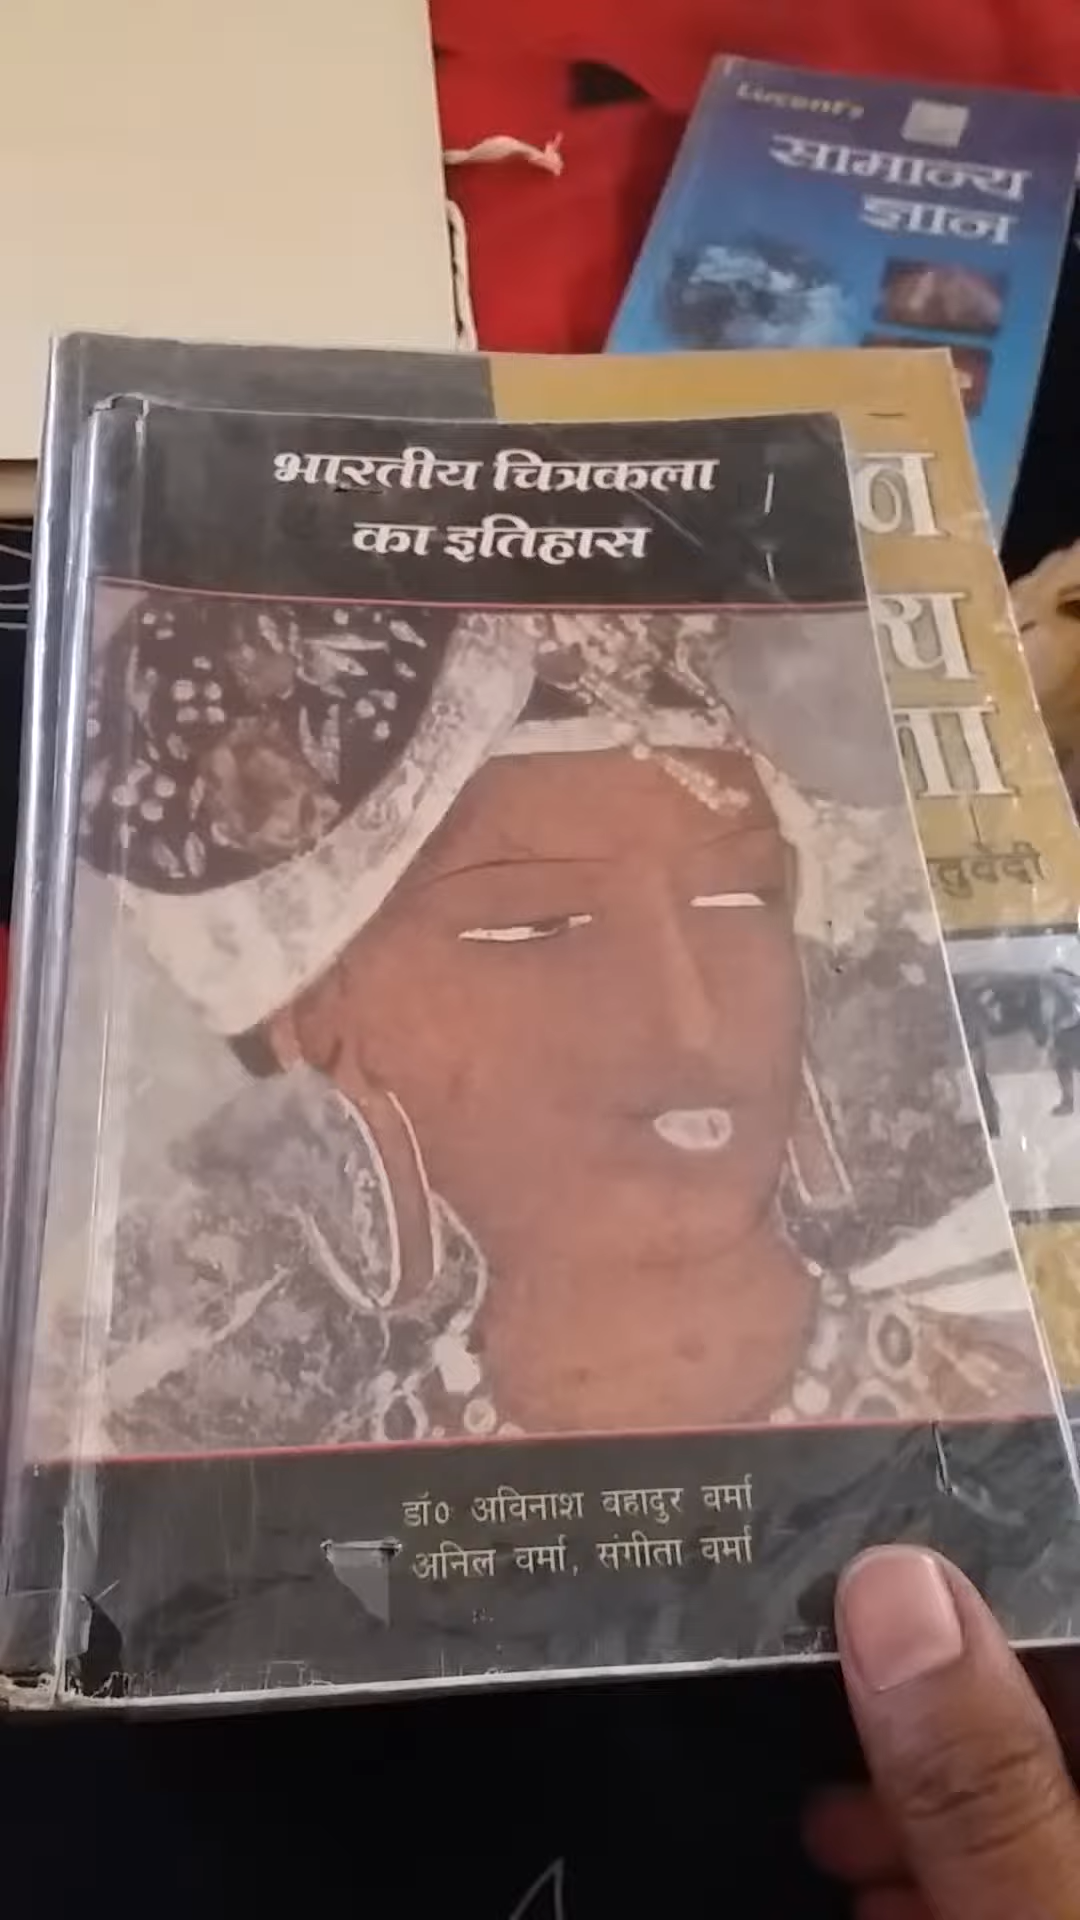 Lucent's
सामान्य
ज्ञान
भारतीय चित्रकला
का इतिहास
डॉ० अविनाश बहादुर वर्मा
अनिल वर्मा, संगीता वर्मा